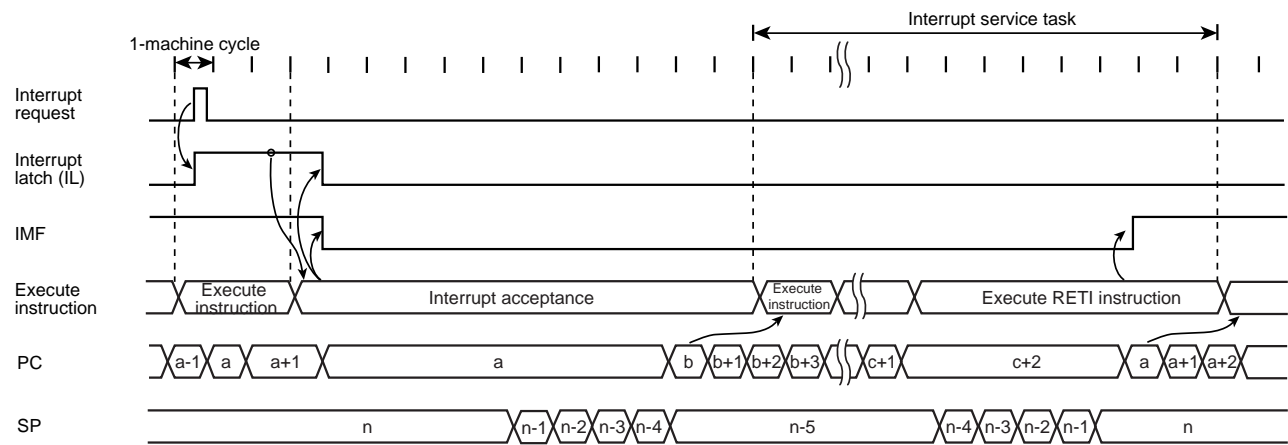 Interrupt service task
1-machine cycle
Interrupt
request
Interrupt
latch (IL)
IMF
Execute
instruction
Execute
instruction
Interrupt acceptance
Execute
instruction
Execute RETI instruction
PC
a-1
a
a+1
a
b
b+1
b+2
b+3
c+1
c+2
a
a+1
a+2
SP
n
n-1
n-2
n-3
n-4
n-5
n-4
n-3
n-2
n-1
n